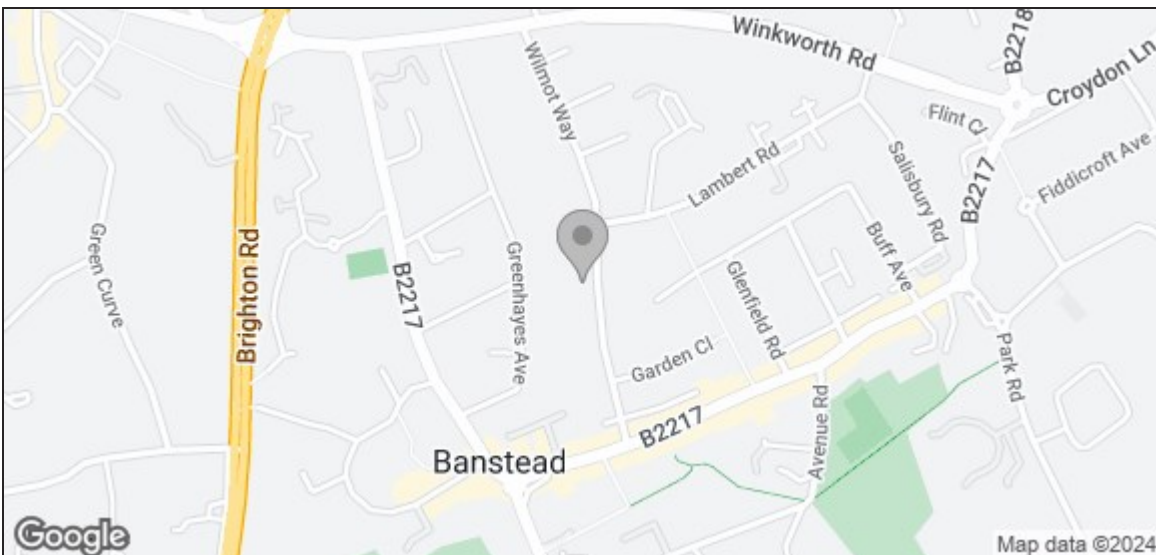 Winkworth Rd
B2218
Croydon Ln
Wilmot Way
Flint Cl
Lambert Rd
Salisbury Rd
B2217
Fiddicroft Ave
Green Curve
Brighton Rd
B2217
Greenhayes Ave
Buff Ave
Glenfield Rd
Garden Cl
Park Rd
B2217
Avenue Rd
Banstead
Google
Map data ©2024